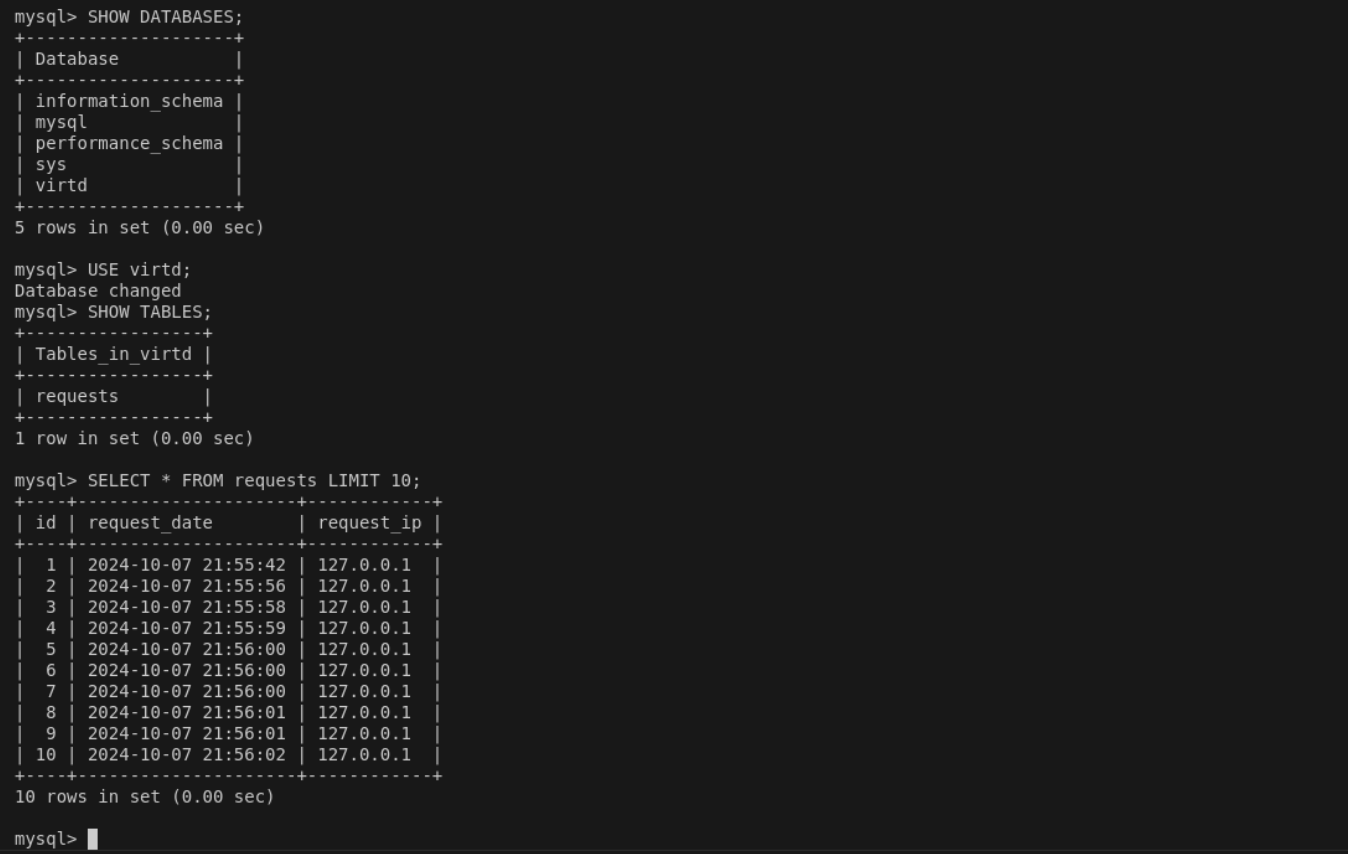 mysql> SHOW DATABASES;
+--------------------+
| Database           |
+--------------------+
| information_schema |
| mysql              |
| performance_schema |
| sys                |
| virtd              |
+--------------------+
5 rows in set (0.00 sec)

mysql> USE virtd;
Database changed
mysql> SHOW TABLES;
+-----------------+
| Tables_in_virtd |
+-----------------+
| requests        |
+-----------------+
1 row in set (0.00 sec)

mysql> SELECT * FROM requests LIMIT 10;
+----+---------------------+------------+
| id | request_date        | request_ip |
+----+---------------------+------------+
|  1 | 2024-10-07 21:55:42 | 127.0.0.1  |
|  2 | 2024-10-07 21:55:56 | 127.0.0.1  |
|  3 | 2024-10-07 21:55:58 | 127.0.0.1  |
|  4 | 2024-10-07 21:55:59 | 127.0.0.1  |
|  5 | 2024-10-07 21:56:00 | 127.0.0.1  |
|  6 | 2024-10-07 21:56:00 | 127.0.0.1  |
|  7 | 2024-10-07 21:56:00 | 127.0.0.1  |
|  8 | 2024-10-07 21:56:01 | 127.0.0.1  |
|  9 | 2024-10-07 21:56:01 | 127.0.0.1  |
| 10 | 2024-10-07 21:56:02 | 127.0.0.1  |
+----+---------------------+------------+
10 rows in set (0.00 sec)

mysql>